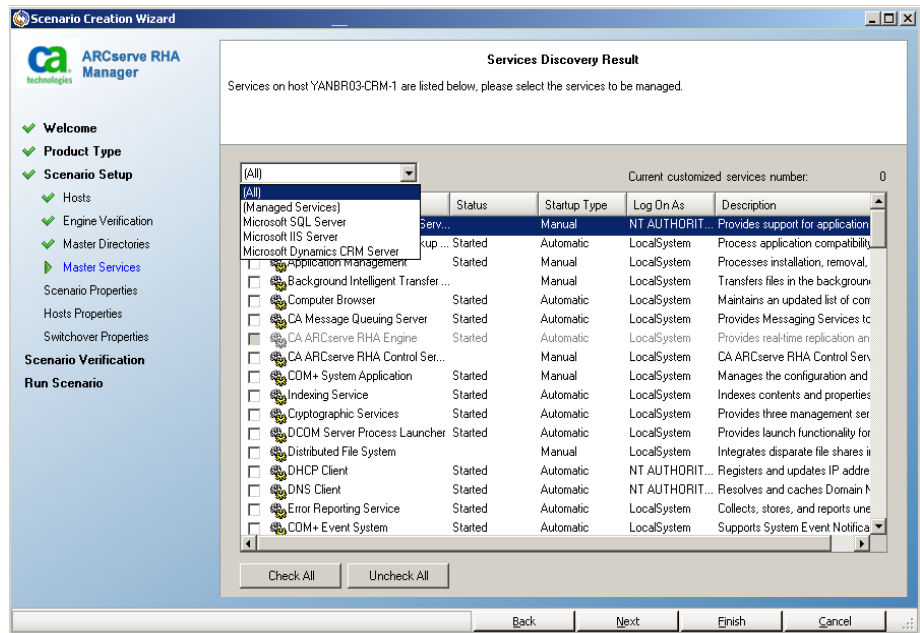 Scenario Creation Wizard
ca technologies
ARCserve RHA
Manager
Welcome
Product Type
Scenario Setup
Hosts
Engine Verification
Master Directories
Master Services
Scenario Properties
Hosts Properties
Switchover Properties
Scenario Verification
Run Scenario
Services Discovery Result
Services on host YANBR03-CRM-1 are listed below, please select the services to be managed.
(All)
Current customized services number: 0
(All)
(Managed Services)
Microsoft SQL Server
Microsoft IIS Server
Microsoft Dynamics CRM Server
Status Startup Type Log On As Description
Serv... Manual NT AUTHORIT... Provides support for application
kup ... Started Automatic LocalSystem Process application compatibility
Application Management Started Manual LocalSystem Processes installation, removal,
Background Intelligent Transfer ... Manual LocalSystem Transfers files in the background
Computer Browser Started Automatic LocalSystem Maintains an updated list of com
CA Message Queuing Server Started Automatic LocalSystem Provides Messaging Services to
CA ARCserve RHA Engine Started Automatic LocalSystem Provides real-time replication an
CA ARCserve RHA Control Ser... Manual LocalSystem CA ARCserve RHA Control Serv
COM+ System Application Started Manual LocalSystem Manages the configuration and
Indexing Service Started Automatic LocalSystem Indexes contents and properties
Cryptographic Services Started Automatic LocalSystem Provides three management ser
DCOM Server Process Launcher Started Automatic LocalSystem Provides launch functionality for
Distributed File System Manual LocalSystem Integrates disparate file shares i
DHCP Client Started Automatic NT AUTHORIT... Registers and updates IP addre
DNS Client Started Automatic NT AUTHORIT... Resolves and caches Domain N
Error Reporting Service Started Automatic LocalSystem Collects, stores, and reports une
COM+ Event System Started Automatic LocalSystem Supports System Event Notifica
Check All Uncheck All
Back Next Finish Cancel